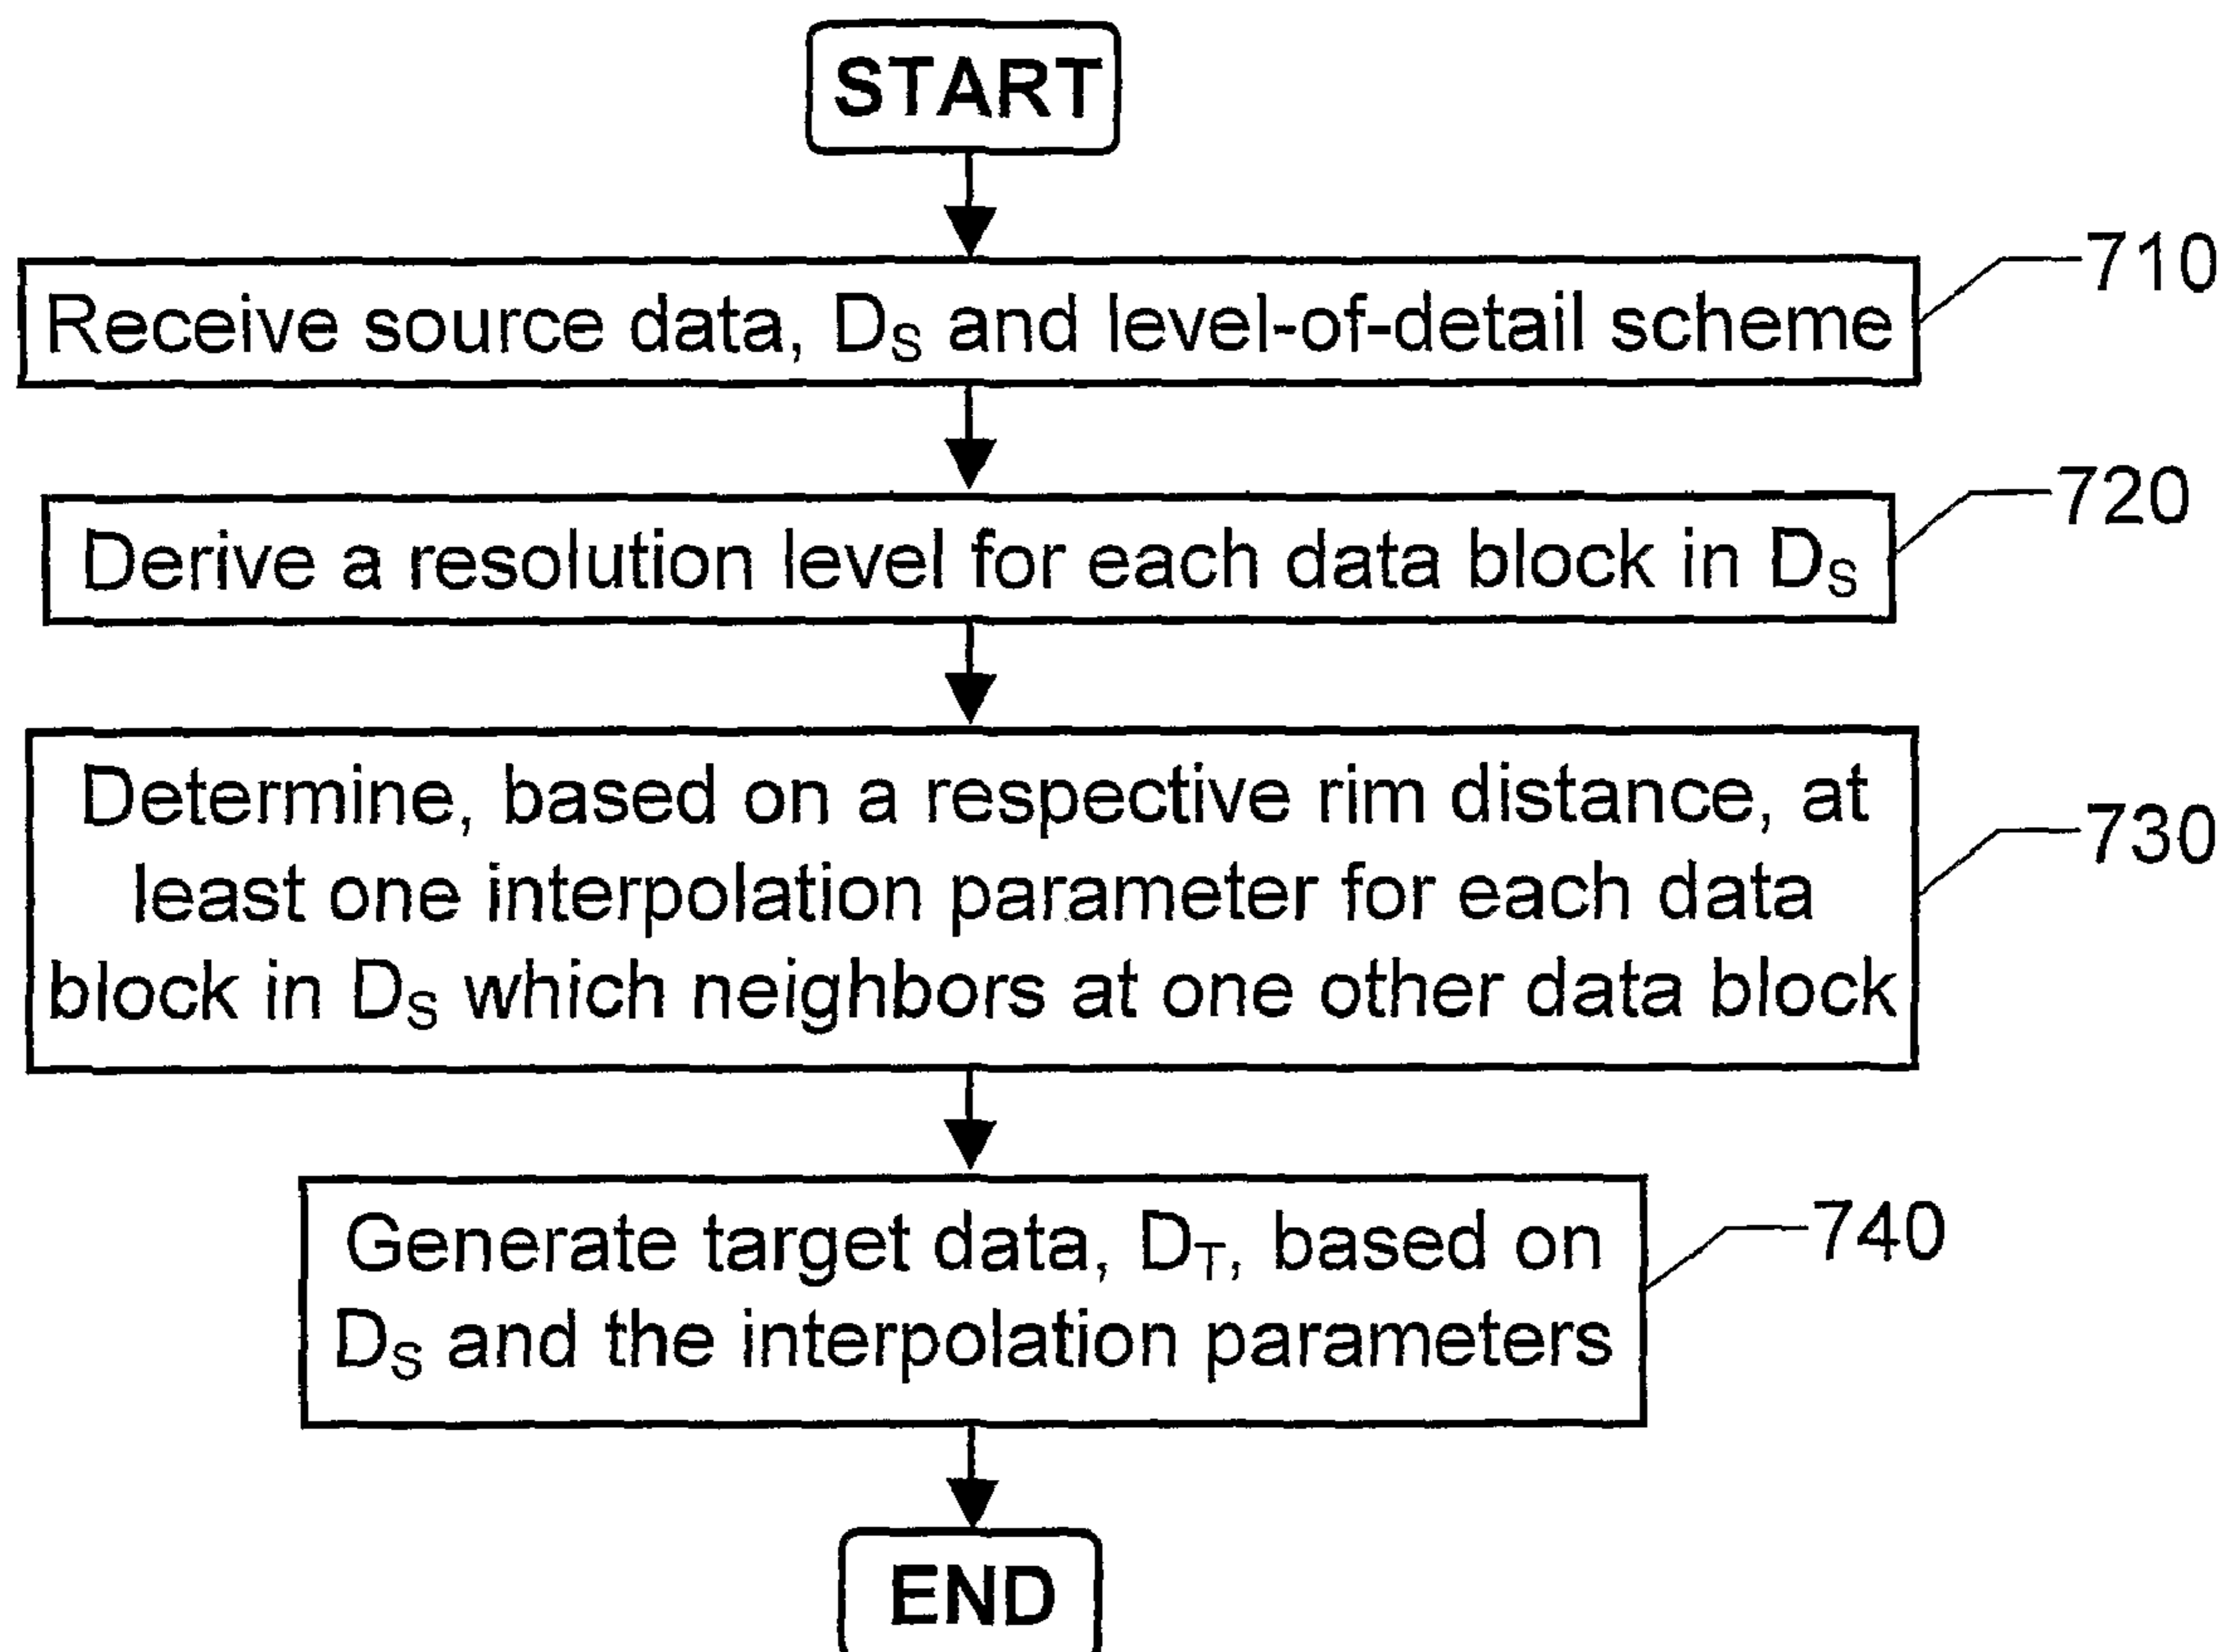 START
Receive source data, DS and level-of-detail scheme
710
Derive a resolution level for each data block in DS
720
Determine, based on a respective rim distance, at
least one interpolation parameter for each data
block in DS which neighbors at one other data block
730
Generate target data, DT, based on
DS and the interpolation parameters
740
END